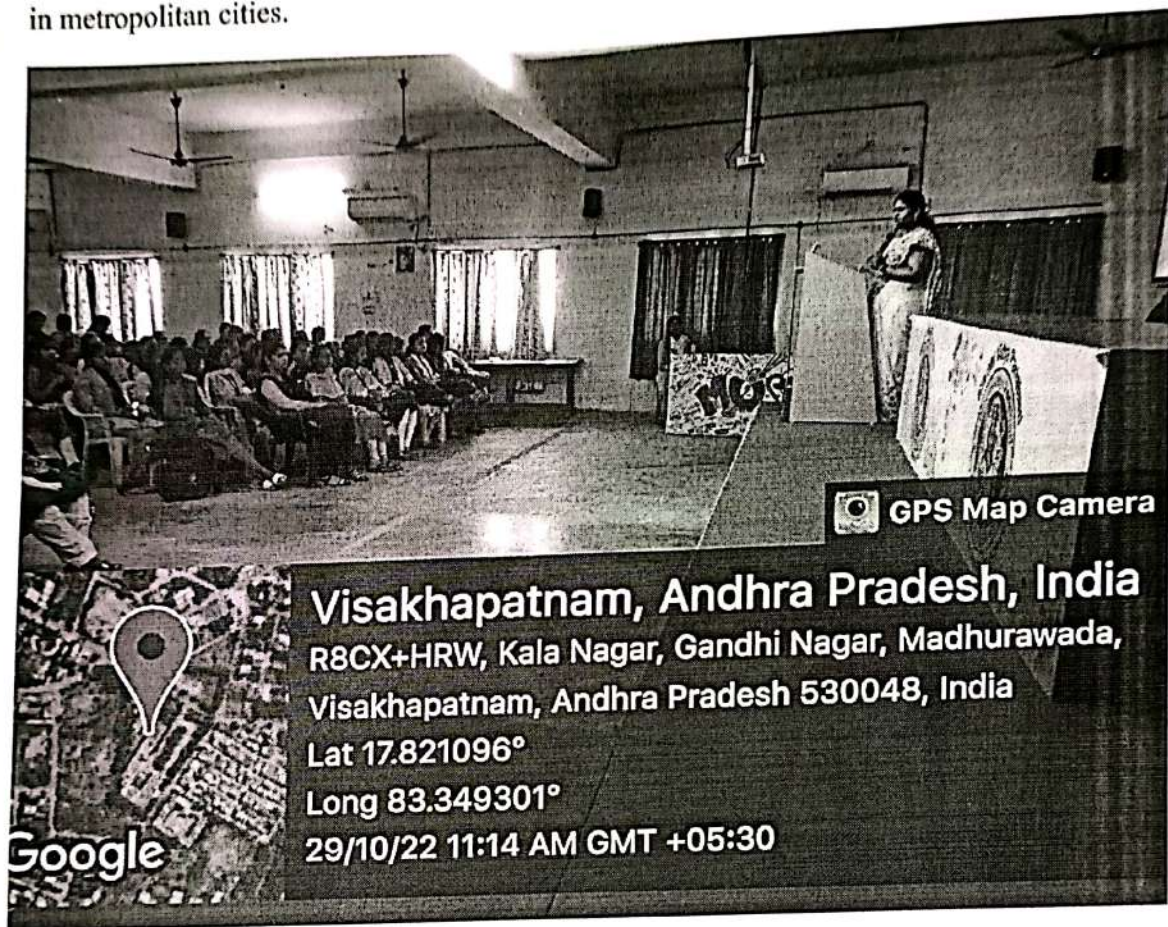 in metropolitan cities.
GPS Map Camera
Visakhapatnam, Andhra Pradesh, India
R8CX+HRW, Kala Nagar, Gandhi Nagar, Madhurawada,
Visakhapatnam, Andhra Pradesh 530048, India
Lat 17.821096°
Long 83.349301°
29/10/22 11:14 AM GMT +05:30
Google